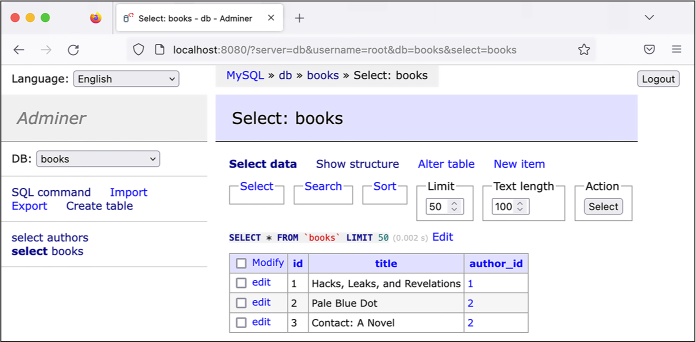 Select: books - db - Adminer
localhost:8080/?server=db&username=root&db=books&select=books
Language: English
MySQL » db » books » Select: books
Logout
Adminer
Select: books
DB: books
Select data Show structure Alter table New item
SQL command Import
Export Create table
Select Search Sort Limit Text length Action
50 100 Select
select authors
select books
SELECT * FROM `books` LIMIT 50 (0.002 s) Edit
Modify id title author_id
edit 1 Hacks, Leaks, and Revelations 1
edit 2 Pale Blue Dot 2
edit 3 Contact: A Novel 2